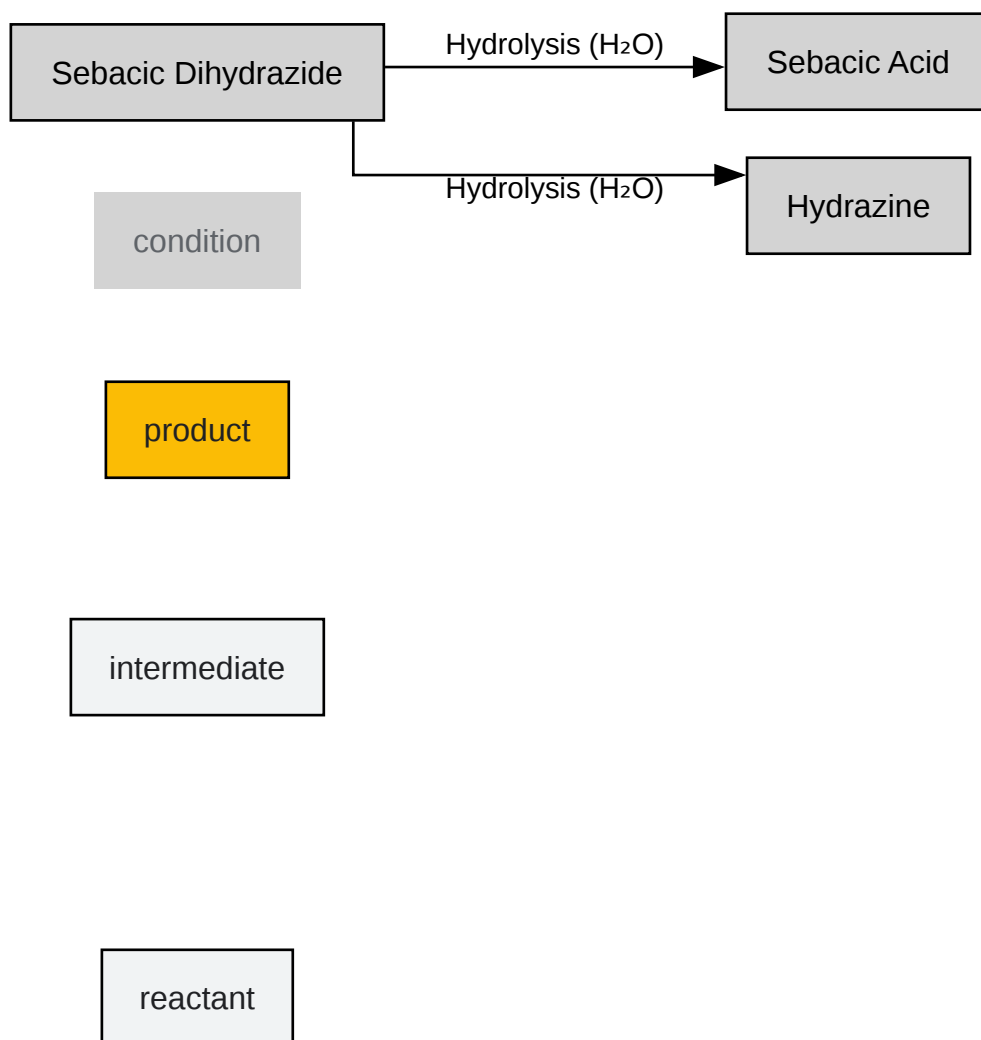 Sebacic Dihydrazide
Hydrolysis (H₂O)
Sebacic Acid
Hydrolysis (H₂O)
Hydrazine
condition
product
intermediate
reactant